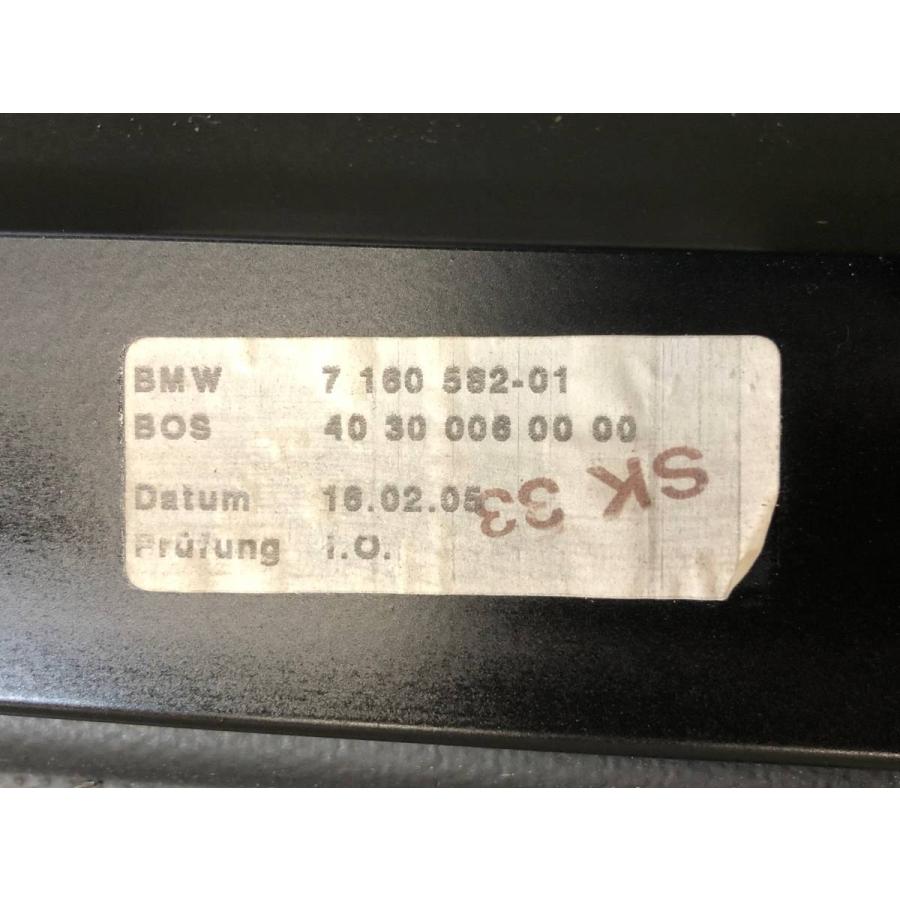 BMW 7 160 582-01
BOS 40 30 006 00 00
Datum 16.02.05
Prüfung i.O.
SK 33